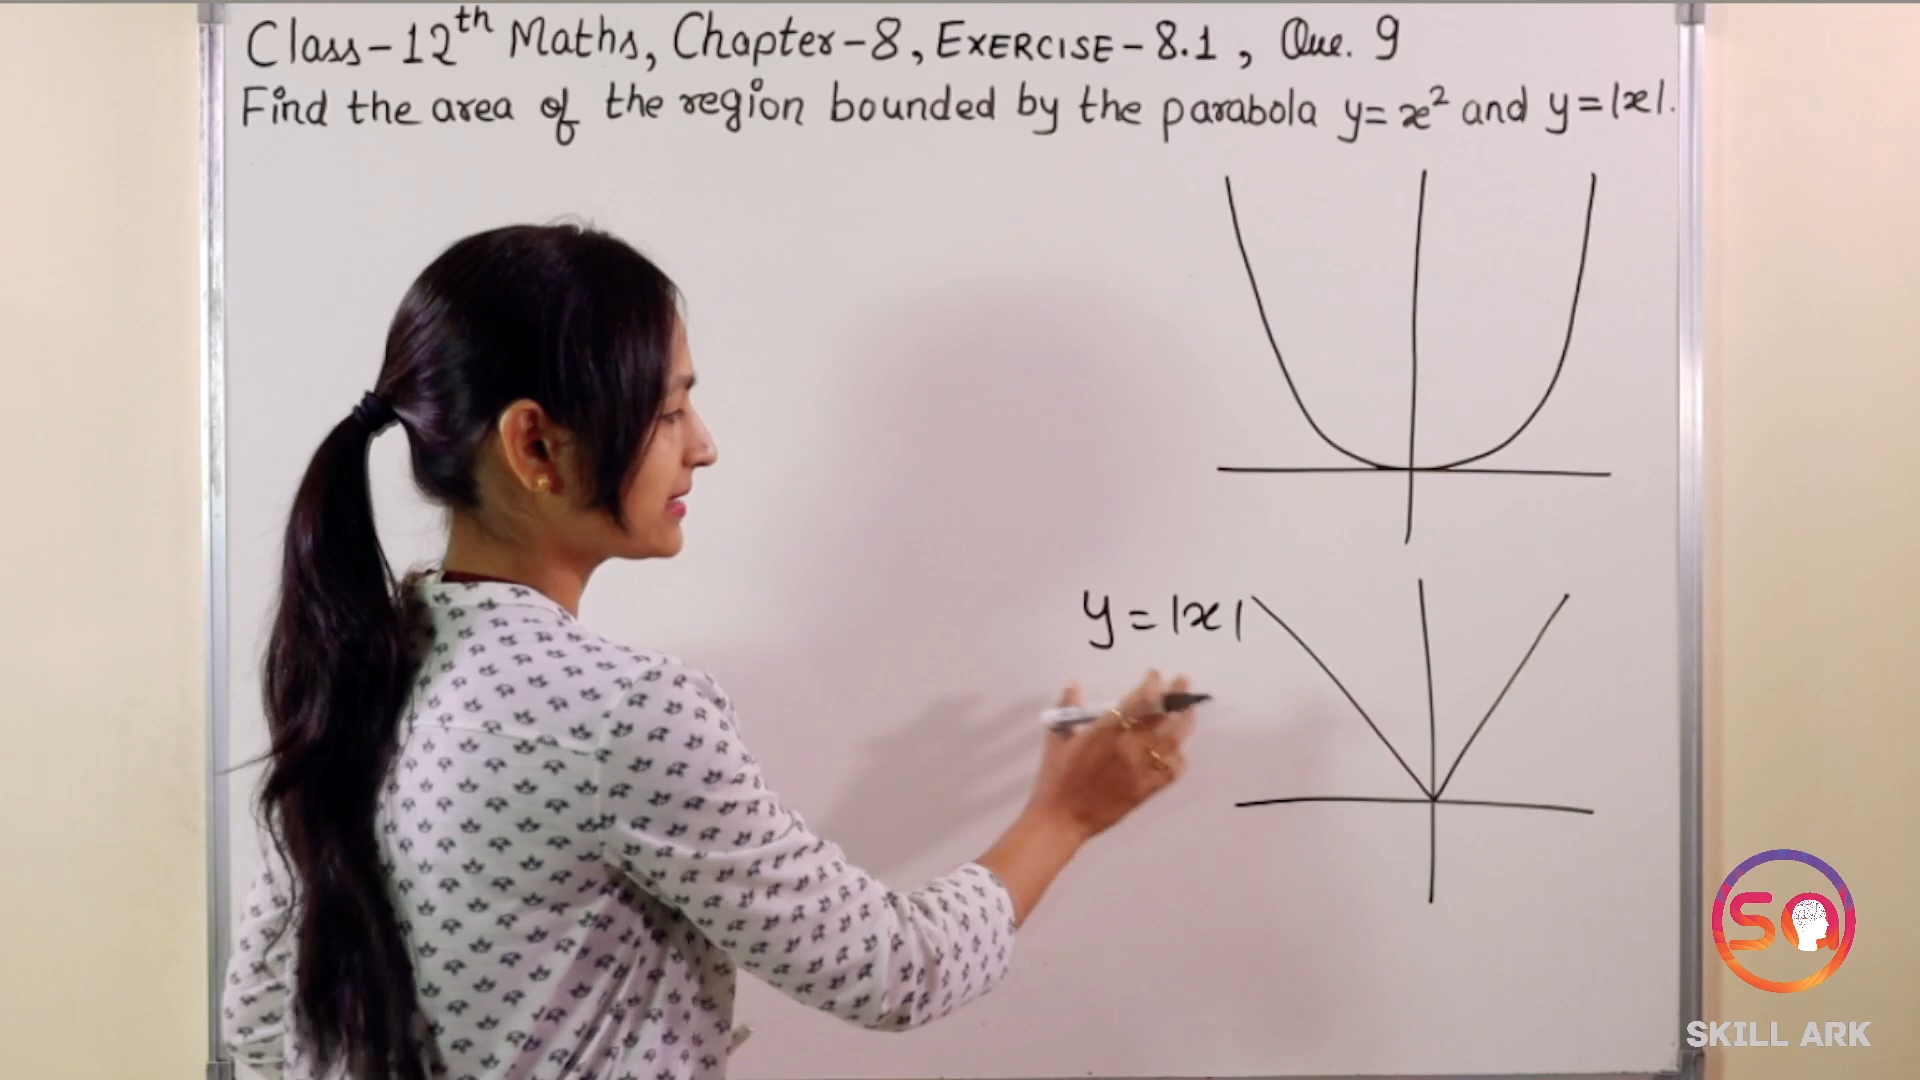 Class-12th Maths, Chapter-8, EXERCISE-8.1, Que. 9
Find the area of the region bounded by the parabola y=x² and y=|x|.
y=|x|
SA
SKILL ARK